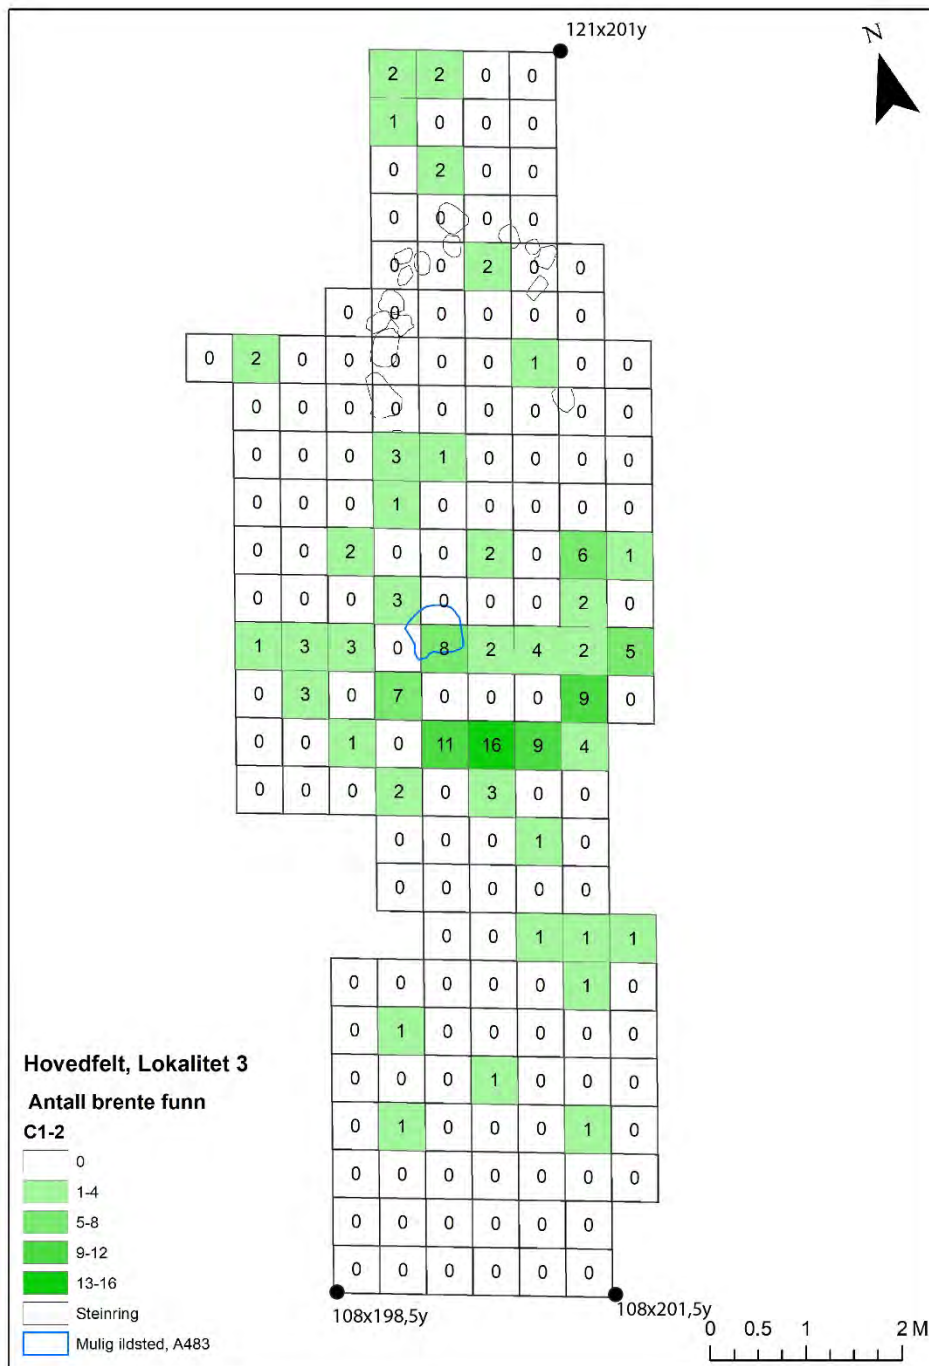 121x201y
N
2 2 0 0
1 0 0 0
0 2 0 0
0 0 0 0
0 0 2 0 0
0 0 0 0 0 0
0 2 0 0 0 0 0 1 0 0
0 0 0 0 0 0 0 0 0
0 0 0 3 1 0 0 0 0
0 0 0 1 0 0 0 0 0
0 0 2 0 0 2 0 6 1
0 0 0 3 0 0 0 2 0
1 3 3 0 8 2 4 2 5
0 3 0 7 0 0 0 9 0
0 0 1 0 11 16 9 4
0 0 0 2 0 3 0 0
0 0 0 1 0
0 0 0 0 0
0 0 1 1 1
0 0 0 0 0 1 0
0 1 0 0 0 0 0
0 0 0 1 0 0 0
0 1 0 0 0 1 0
0 0 0 0 0 0 0
0 0 0 0 0 0
0 0 0 0 0 0
108x198,5y
108x201,5y
Hovedfelt, Lokalitet 3
Antall brente funn
C1-2
0
1-4
5-8
9-12
13-16
Steinring
Mulig ildsted, A483
0 0.5 1 2 M